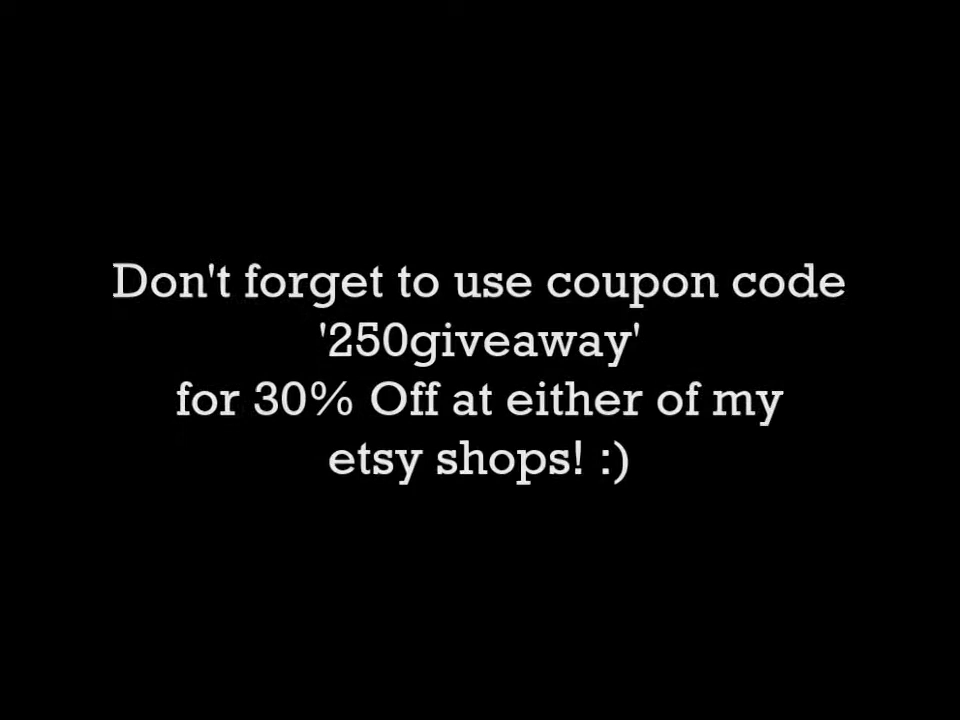 Don't forget to use coupon code
'250giveaway'
for 30% Off at either of my
etsy shops! :)